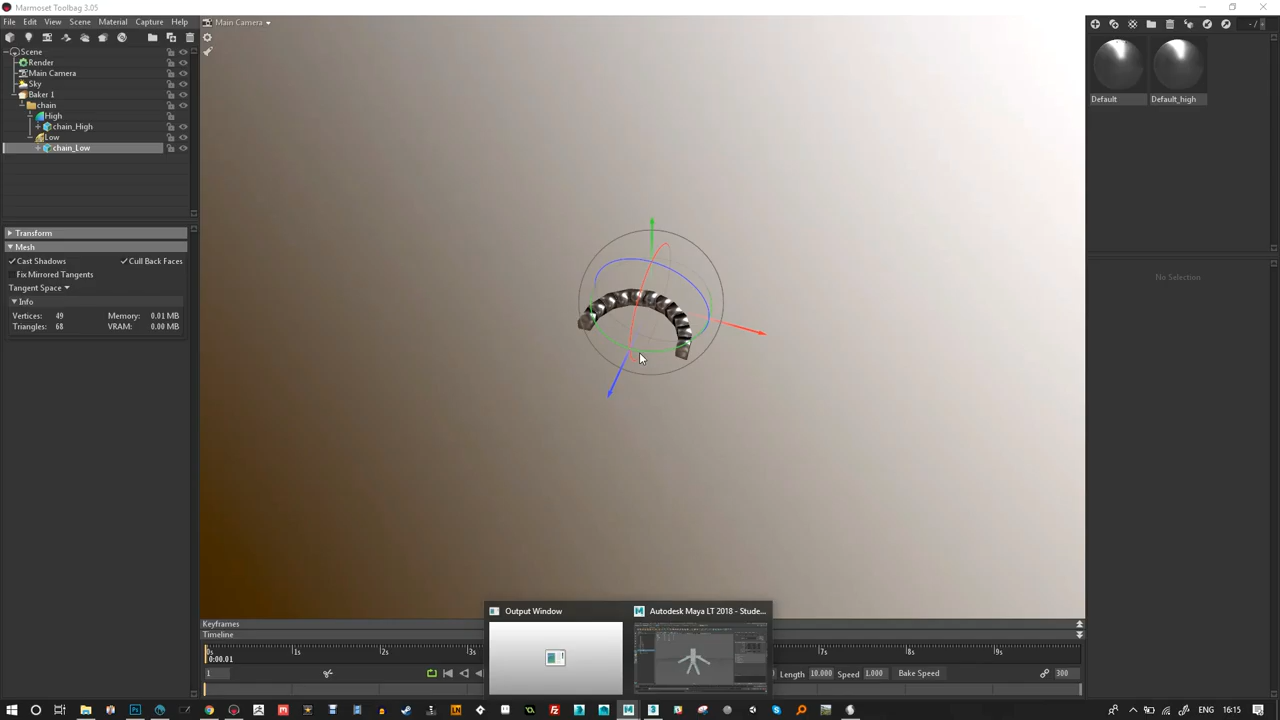 Marmoset Toolbag 3.05
File Edit View Scene Material Capture Help
Main Camera
Scene
Render
Main Camera
Sky
Baker 1
chain
High
chain_High
Low
chain_Low
Transform
Mesh
Cast Shadows
Cull Back Faces
Fix Mirrored Tangents
Tangent Space
Info
Vertices: 49 Memory: 0.01 MB
Triangles: 68 VRAM: 0.00 MB
Default Default_high
No Selection
Output Window
Autodesk Maya LT 2018 - Stude...
Keyframes
Timeline
0s 1s 2s 3s 7s 8s 9s
0:00.01
1
Length 10.000 Speed 1.000 Bake Speed 300
ENG 16:15